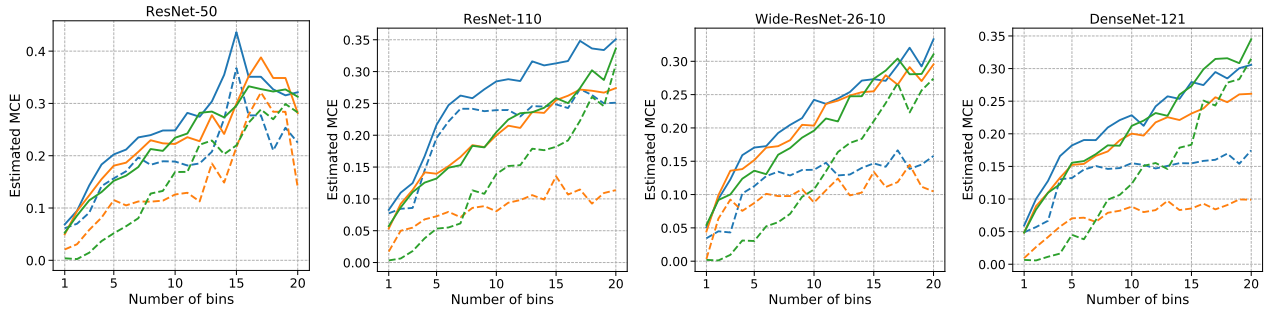 ResNet-50
Estimated MCE
0.4
0.3
0.2
0.1
0.0
1 5 10 15 20
Number of bins
ResNet-110
Estimated MCE
0.35
0.30
0.25
0.20
0.15
0.10
0.05
0.00
1 5 10 15 20
Number of bins
Wide-ResNet-26-10
Estimated MCE
0.30
0.25
0.20
0.15
0.10
0.05
0.00
1 5 10 15 20
Number of bins
DenseNet-121
Estimated MCE
0.35
0.30
0.25
0.20
0.15
0.10
0.05
0.00
1 5 10 15 20
Number of bins